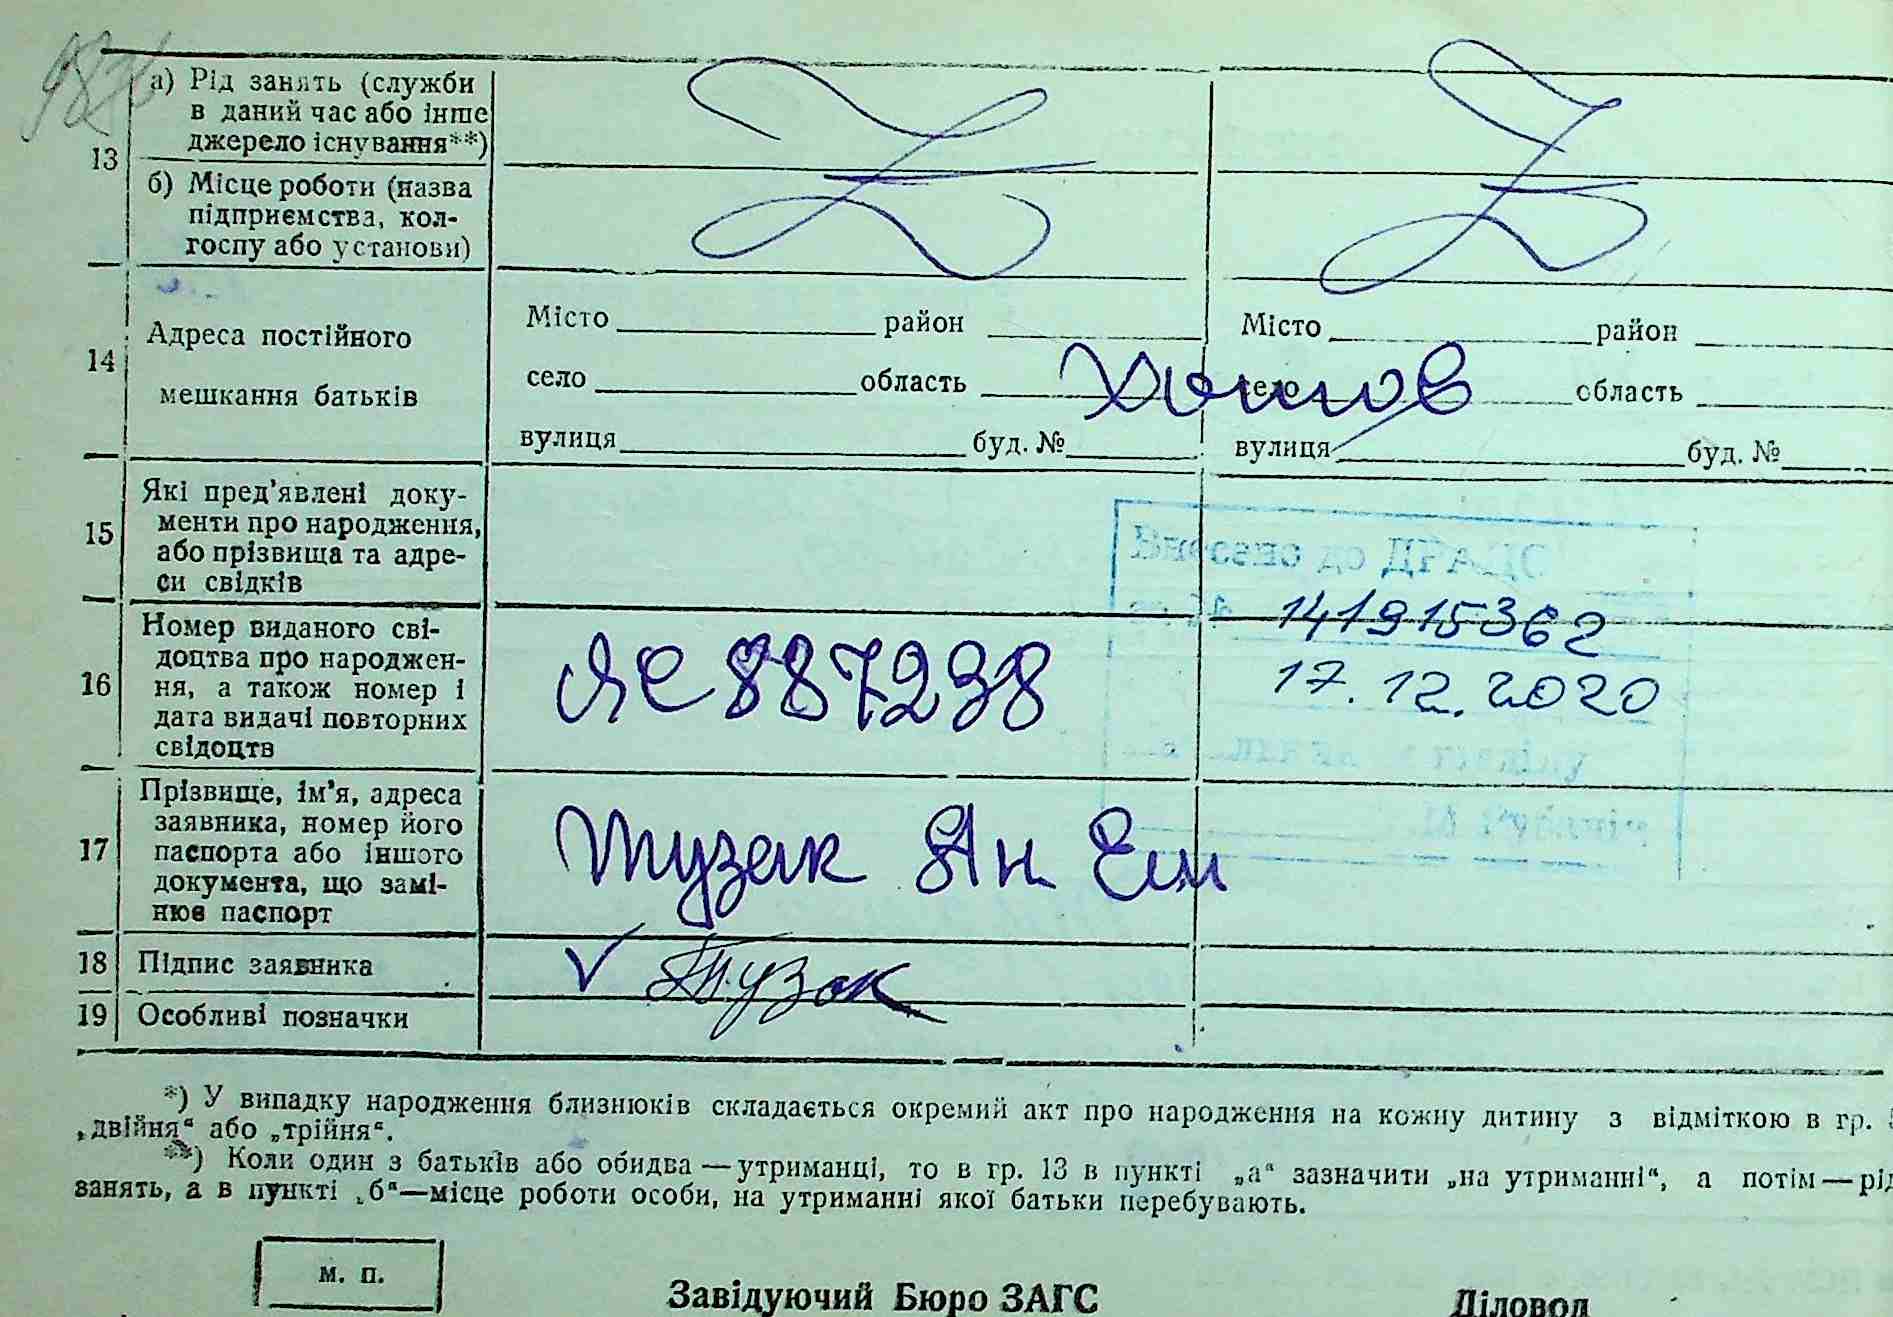 13
а) Рід занять (служби
в даний час або інше
джерело існування**)
б) Місце роботи (назва
підприємства, кол-
госпу або установи)
14
Адреса постійного
мешкання батьків
Місто район
село область
вулиця буд. №
Місто район
село область
вулиця буд. №
15
Які пред'явлені доку-
менти про народження,
або прізвища та адре-
си свідків
Внесено до ДРАЦС
141915362
17.12.2020
16
Номер виданого сві-
доцтва про народжен-
ня, а також номер і
дата видачі повторних
свідоцтв
ЯС 887238
17
Прізвище, ім'я, адреса
заявника, номер його
паспорта або іншого
документа, що замі-
нює паспорт
Тузак Ян
18
Підпис заявника
Тузак
19
Особливі позначки
*) У випадку народження близнюків складається окремий акт про народження на кожну дитину з відміткою в гр.
„двійня“ або „трійня“.
**) Коли один з батьків або обидва — утриманці, то в гр. 13 в пункті „а“ зазначити „на утриманні“, а потім — рід
занять, а в пункті „б“ — місце роботи особи, на утриманні якої батьки перебувають.
м. п.
Завідуючий Бюро ЗАГС
Діловод